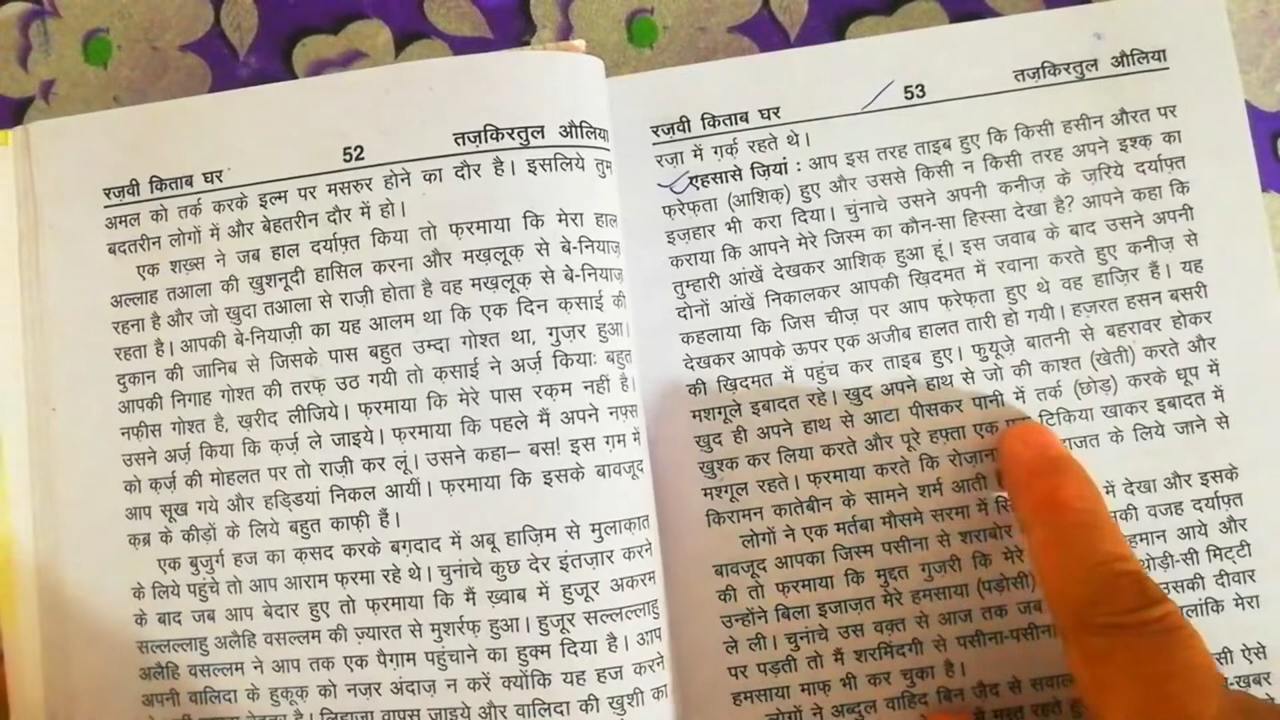 रज़वी किताब घर 52 तज़किरतुल औलिया
अमल को तर्क करके इल्म पर मसरुर होने का दौर है। इसलिये तुम
बदतरीन लोगों में और बेहतरीन दौर में हो।
एक शख़्स ने जब हाल दर्याफ़्त किया तो फ़रमाया कि मेरा हाल
अल्लाह तआला की ख़ुशनूदी हासिल करना और मख़लूक़ से बे-नियाज़
रहना है और जो खुदा तआला से राज़ी होता है वह मख़लूक़ से बे-नियाज़
रहता है। आपकी बे-नियाज़ी का यह आलम था कि एक दिन क़साई की
दुकान की जानिब से जिसके पास बहुत उम्दा गोश्त था, गुज़र हुआ।
आपकी निगाह गोश्त की तरफ़ उठ गयी तो क़साई ने अर्ज़ कियाः बहुत
नफ़ीस गोश्त है, ख़रीद लीजिये। फ़रमाया कि मेरे पास रक़म नहीं है।
उसने अर्ज़ किया कि क़र्ज़ ले जाइये। फ़रमाया कि पहले मैं अपने नफ़्स
को क़र्ज़ की मोहलत पर तो राज़ी कर लूं। उसने कहा– बस! इस ग़म में
आप सूख गये और हड्डियां निकल आयीं। फ़रमाया कि इसके बावजूद
क़ब्र के कीड़ों के लिये बहुत काफ़ी हैं।
एक बुजुर्ग हज का क़सद करके बग़दाद में अबू हाज़िम से मुलाक़ात
के लिये पहुंचे तो आप आराम फ़रमा रहे थे। चुनांचे कुछ देर इंतज़ार करने
के बाद जब आप बेदार हुए तो फ़रमाया कि मैं ख़्वाब में हुजूर अकरम
सल्लल्लाहु अलैहि वसल्लम की ज़्यारत से मुशर्रफ़ हुआ। हुजूर सल्लल्लाहु
अलैहि वसल्लम ने आप तक एक पैग़ाम पहुंचाने का हुक्म दिया है। आप
अपनी वालिदा के हुक़ूक़ को नज़र अंदाज़ न करें क्योंकि यह हज करने
है। लिहाज़ा वापस जाइये और वालिदा की ख़ुशी का
रज़वी किताब घर 53 तज़किरतुल औलिया
रज़ा में ग़र्क़ रहते थे।
एहसासे ज़ियां : आप इस तरह ताइब हुए कि किसी हसीन औरत पर
फ़रेफ़ता (आशिक़) हुए और उससे किसी न किसी तरह अपने इश्क़ का
इज़हार भी करा दिया। चुंनाचे उसने अपनी कनीज़ के ज़रिये दर्याफ़्त
कराया कि आपने मेरे जिस्म का कौन-सा हिस्सा देखा है? आपने कहा कि
तुम्हारी आंखें देखकर आशिक़ हुआ हूं। इस जवाब के बाद उसने अपनी
दोनों आंखें निकालकर आपकी ख़िदमत में रवाना करते हुए कनीज़ से
कहलाया कि जिस चीज़ पर आप फ़रेफ़ता हुए थे वह हाज़िर हैं। यह
देखकर आपके ऊपर एक अजीब हालत तारी हो गयी। हज़रत हसन बसरी
की ख़िदमत में पहुंच कर ताइब हुए। फ़ुयूज़े बातनी से बहरावर होकर
मशगूले इबादत रहे। खुद अपने हाथ से जो की काश्त (खेती) करते और
खुद ही अपने हाथ से आटा पीसकर पानी में तर्क (छोड़) करके धूप में
खुश्क कर लिया करते और पूरे हफ़्ता एक टिकिया खाकर इबादत में
मश्गूल रहते। फ़रमाया करते कि रोज़ाना के लिये जाने से
किरामन कातेबीन के सामने शर्म आती
लोगों ने एक मर्तबा मौसमे सरमा में में देखा और इसके
बावजूद आपका जिस्म पसीना से शराबोर वजह दर्याफ़्त
की तो फ़रमाया कि मुद्दत गुज़री कि मेरे आये और
उन्होंने बिला इजाज़त मेरे हमसाया (पड़ोसी) थोड़ी-सी मिट्टी
ले ली। चुनांचे उस वक़्त से आज तक जब उसकी दीवार
पर पड़ती तो मैं शरमिंदगी से पसीना-पसीना मेरा
हमसाया माफ़ भी कर चुका है।
लोगों ने अब्दुल वाहिद बिन ज़ैद से ऐसे